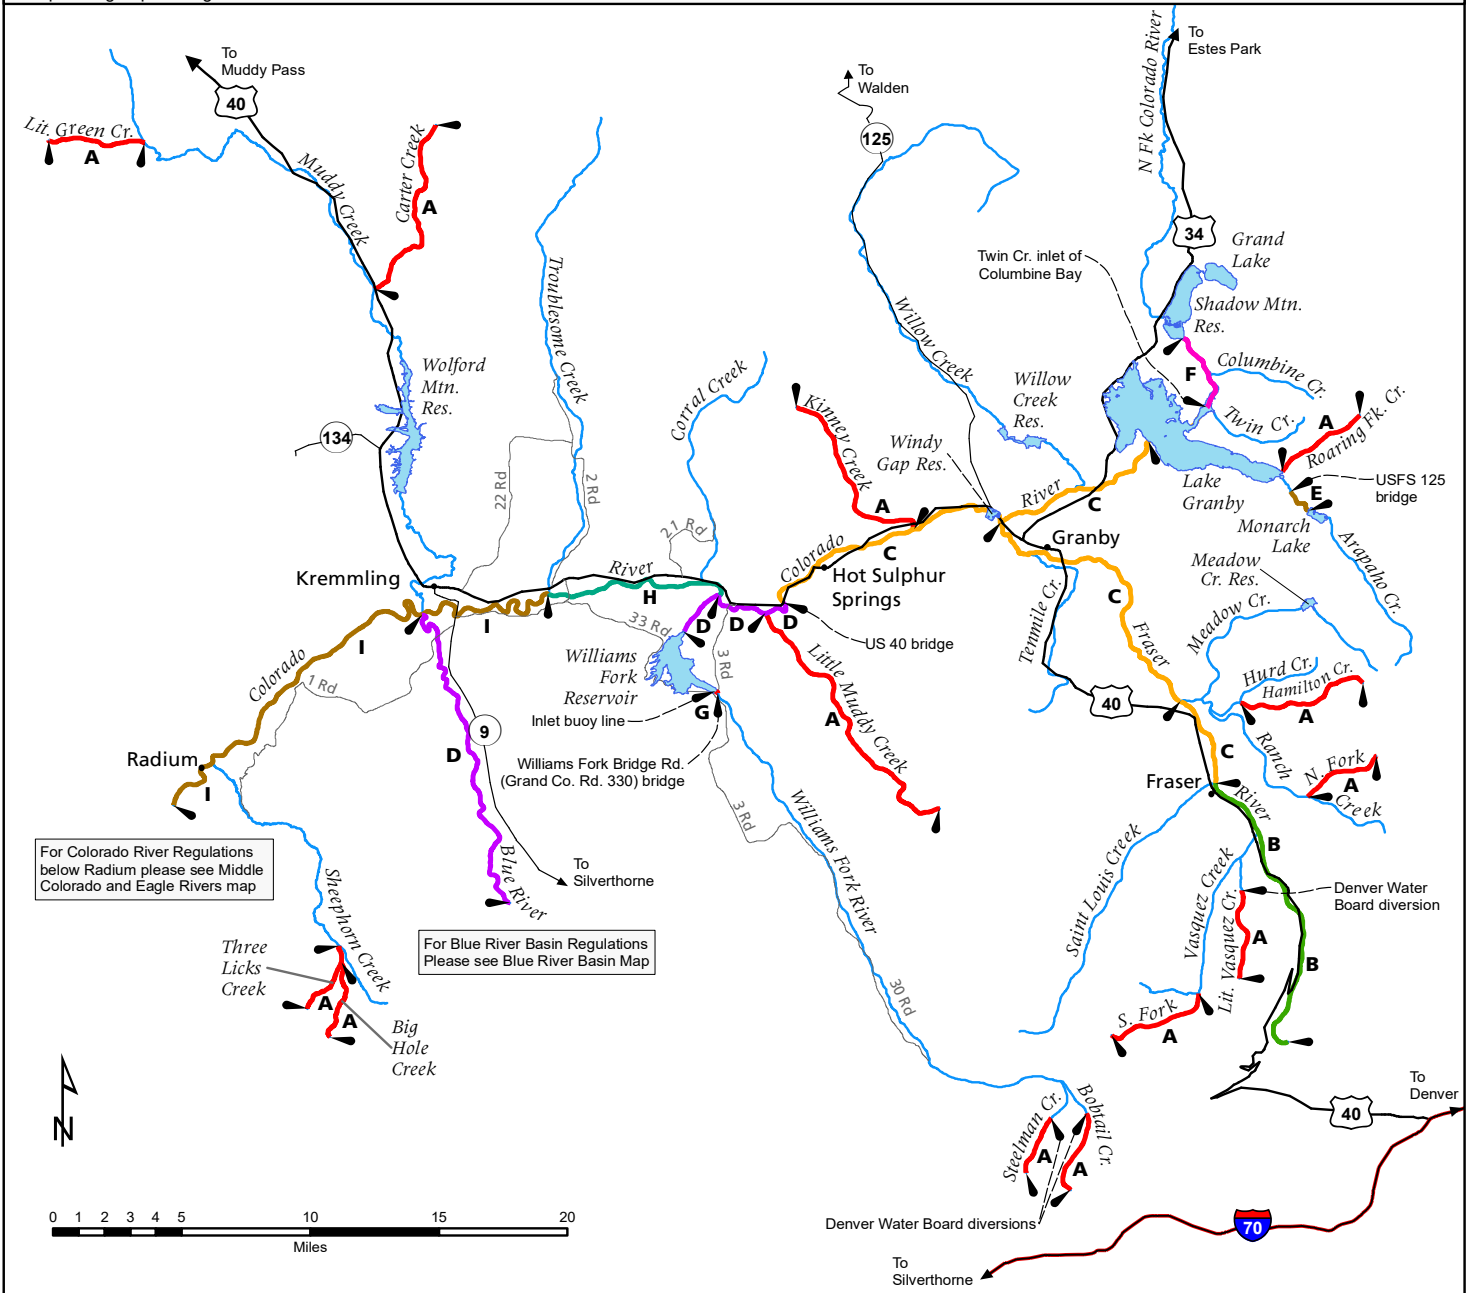 To
Muddy Pass
40
Lit. Green Cr.
A
Muddy Creek
Carter Creek
A
To
Walden
125
N Fk Colorado River
To
Estes Park
34
Grand
Lake
Twin Cr. inlet of
Columbine Bay
Shadow Mtn.
Res.
Troublesome Creek
Willow Creek
Wolford
Mtn.
Res.
134
Corral Creek
Willow
Creek
Res.
F
Columbine Cr.
Twin Cr.
A
Roaring Fk. Cr.
Kinney Creek
A
Windy
Gap Res.
22 Rd
2 Rd
21 Rd
River
C
Lake
Granby
E
USFS 125
bridge
Monarch
Lake
Arapaho Cr.
Granby
Colorado
C
Hot Sulphur
Springs
Meadow
Cr. Res.
Meadow Cr.
Kremmling
River
H
I
I
33 Rd
D
D
D
US 40 bridge
Tenmile Cr.
C
Fraser
Williams
Fork
Reservoir
3 Rd
Little Muddy Creek
A
Hurd Cr.
Hamilton Cr.
A
Colorado
1 Rd
Inlet buoy line
G
40
9
D
Williams Fork Bridge Rd.
(Grand Co. Rd. 330) bridge
C
Ranch
Creek
N. Fork
A
Radium
I
Fraser
River
B
3 Rd
Williams Fork River
For Colorado River Regulations
below Radium please see Middle
Colorado and Eagle Rivers map
Blue River
To
Silverthorne
Saint Louis Creek
Vasquez Creek
Lit. Vasquez Cr.
A
Denver Water
Board diversion
B
Sheephorn Creek
Three
Licks
Creek
A
A
Big
Hole
Creek
For Blue River Basin Regulations
Please see Blue River Basin Map
30 Rd
S. Fork
A
N
Steelman Cr.
A
Bobtail Cr.
A
To
Denver
40
0 1 2 3 4 5 10 15 20
Miles
Denver Water Board diversions
70
To
Silverthorne